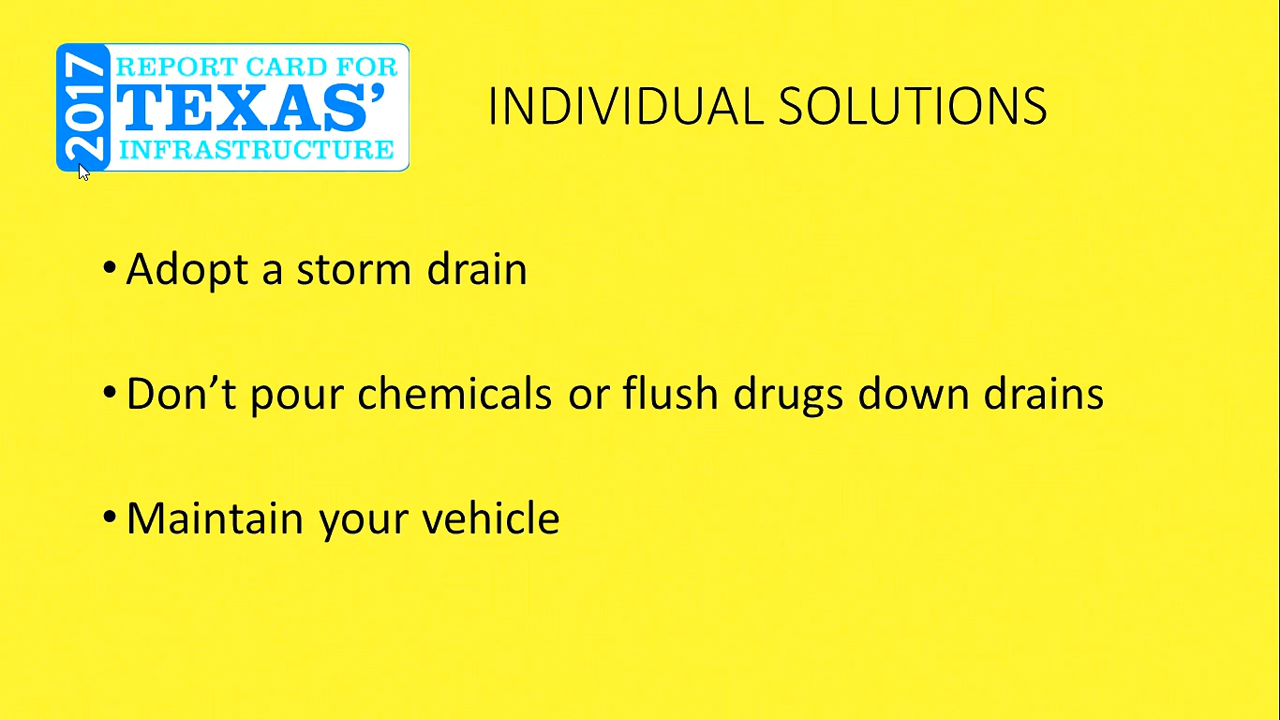 2017
REPORT CARD FOR
TEXAS'
INFRASTRUCTURE
INDIVIDUAL SOLUTIONS
• Adopt a storm drain
• Don’t pour chemicals or flush drugs down drains
• Maintain your vehicle